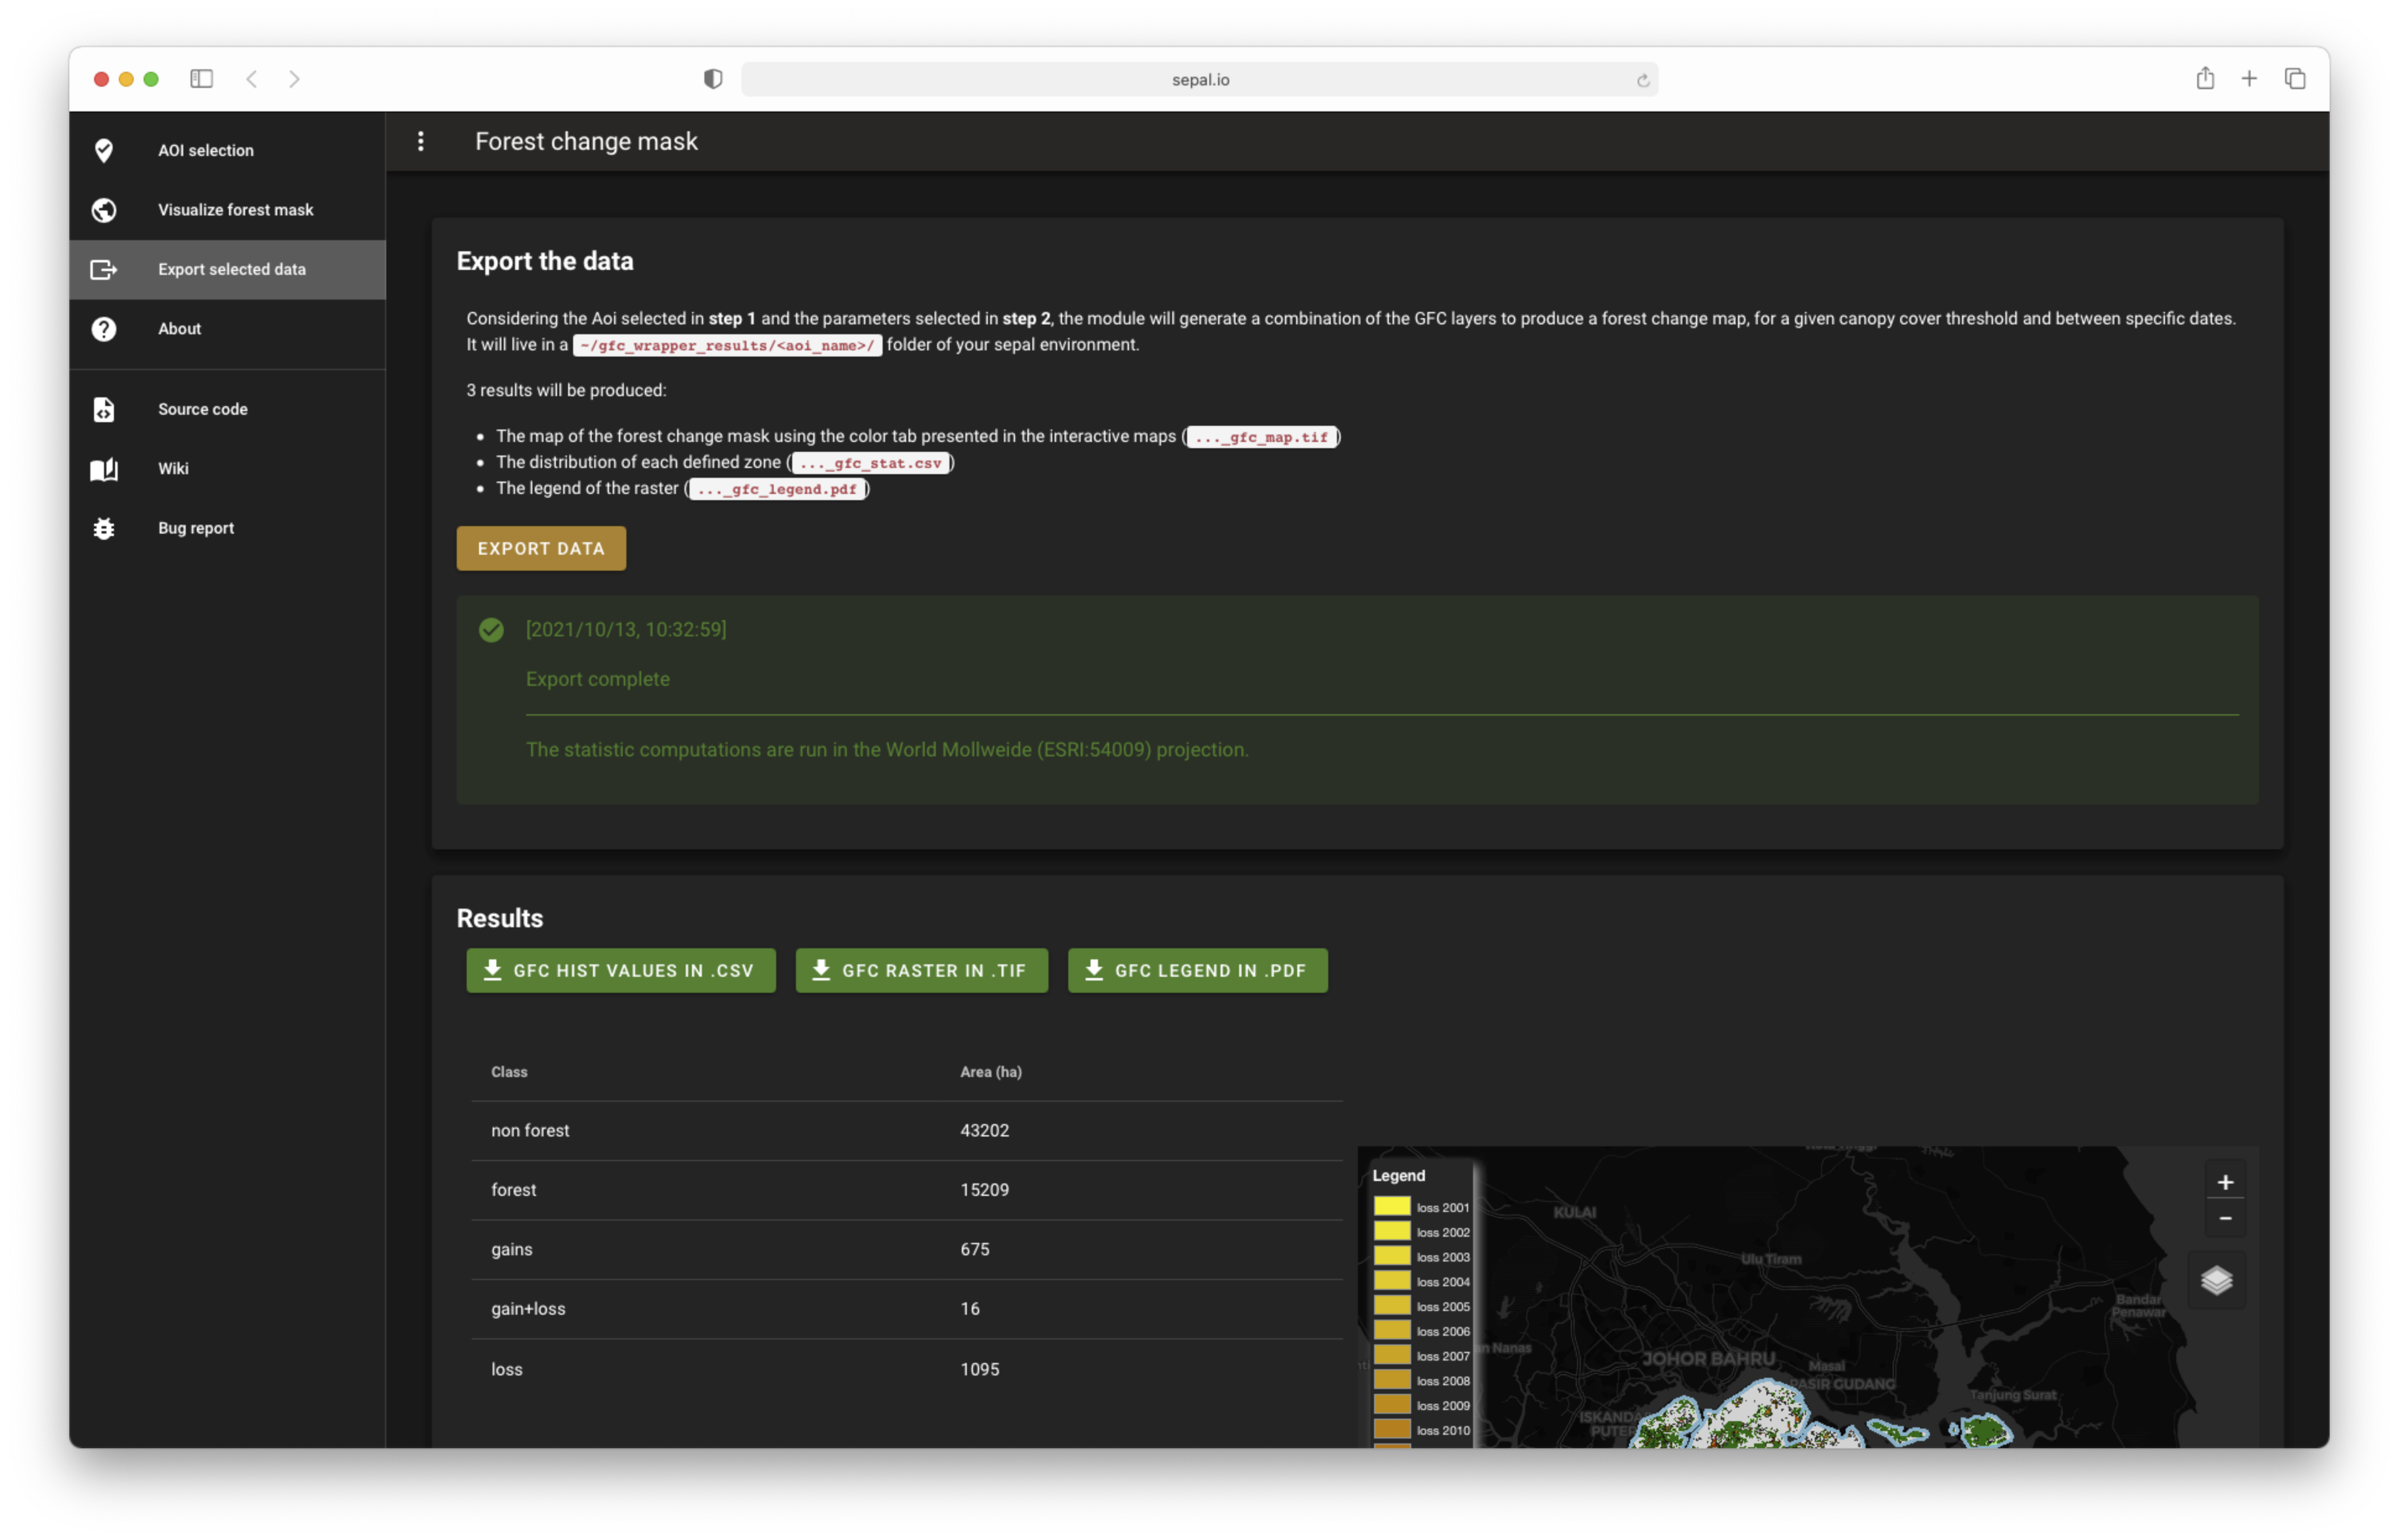 sepal.io
AOI selection
Visualize forest mask
Export selected data
About
Source code
Wiki
Bug report
Forest change mask
Export the data
Considering the Aoi selected in step 1 and the parameters selected in step 2, the module will generate a combination of the GFC layers to produce a forest change map, for a given canopy cover threshold and between specific dates.
It will live in a ~/gfc_wrapper_results/<aoi_name>/ folder of your sepal environment.
3 results will be produced:
The map of the forest change mask using the color tab presented in the interactive maps (..._gfc_map.tif)
The distribution of each defined zone (..._gfc_stat.csv)
The legend of the raster (..._gfc_legend.pdf)
EXPORT DATA
[2021/10/13, 10:32:59]
Export complete
The statistic computations are run in the World Mollweide (ESRI:54009) projection.
Results
GFC HIST VALUES IN .CSV
GFC RASTER IN .TIF
GFC LEGEND IN .PDF
Class Area (ha)
non forest 43202
forest 15209
gains 675
gain+loss 16
loss 1095
Legend
loss 2001
loss 2002
loss 2003
loss 2004
loss 2005
loss 2006
loss 2007
loss 2008
loss 2009
loss 2010
KULAI
Ulu Tiram
Bandar
Penawar
Nanas
JOHOR BAHRU
Masai
PASIR GUDANG
Tanjung Surat
+
−